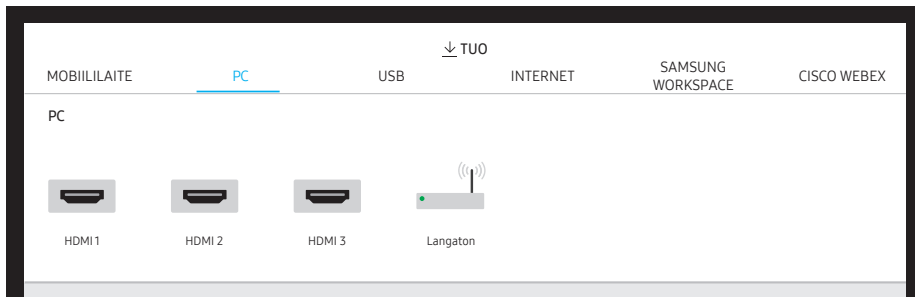 TUO
MOBIILILAITE PC USB INTERNET SAMSUNG WORKSPACE CISCO WEBEX
PC
HDMI 1 HDMI 2 HDMI 3 Langaton